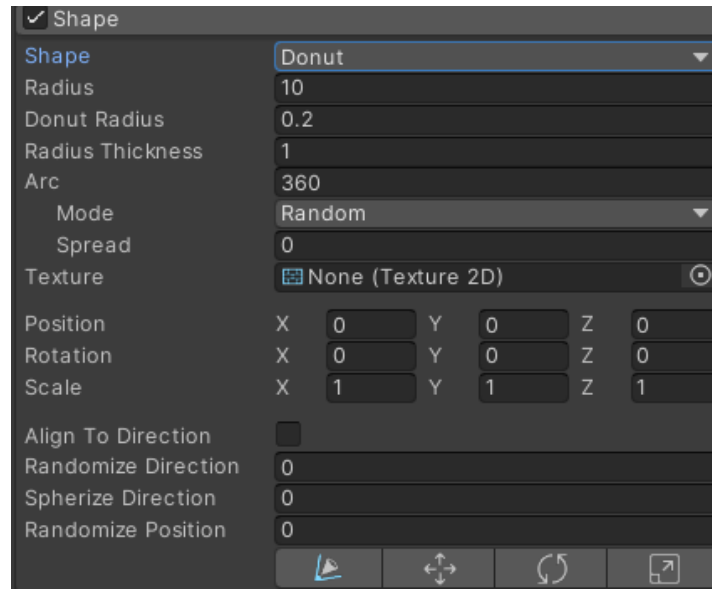 Shape
Shape Donut
Radius 10
Donut Radius 0.2
Radius Thickness 1
Arc 360
Mode Random
Spread 0
Texture None (Texture 2D)
Position X 0 Y 0 Z 0
Rotation X 0 Y 0 Z 0
Scale X 1 Y 1 Z 1
Align To Direction
Randomize Direction 0
Spherize Direction 0
Randomize Position 0